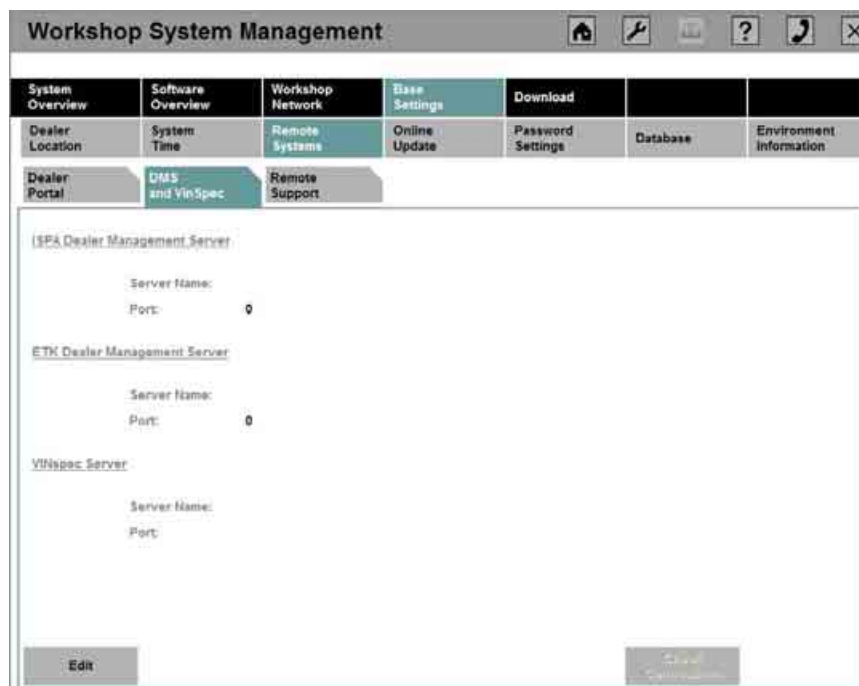 Workshop System Management
?
System Overview
Software Overview
Workshop Network
Base Settings
Download
Dealer Location
System Time
Remote Systems
Online Update
Password Settings
Database
Environment Information
Dealer Portal
DMS and VinSpec
Remote Support
ISPA Dealer Management Server
Server Name:
Port: 0
ETK Dealer Management Server
Server Name:
Port: 0
VINspec Server
Server Name:
Port:
Edit